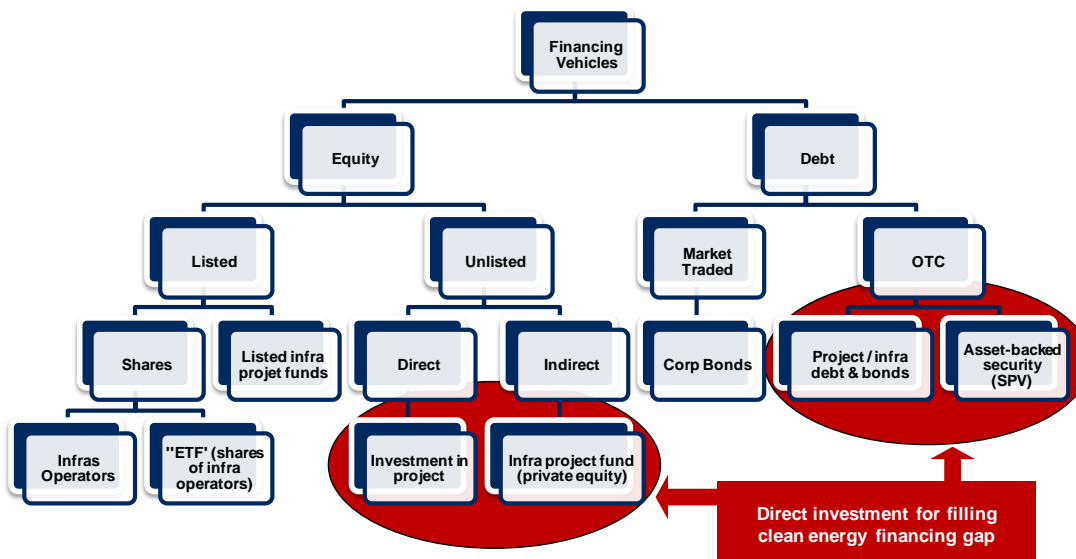 Financing
Vehicles
Equity
Debt
Listed
Unlisted
Market
Traded
OTC
Shares
Listed infra
projet funds
Direct
Indirect
Corp Bonds
Project / infra
debt & bonds
Asset-backed
security
(SPV)
Infras
Operators
"ETF' (shares
of infra
operators)
Investment in
project
Infra project fund
(private equity)
Direct investment for filling
clean energy financing gap